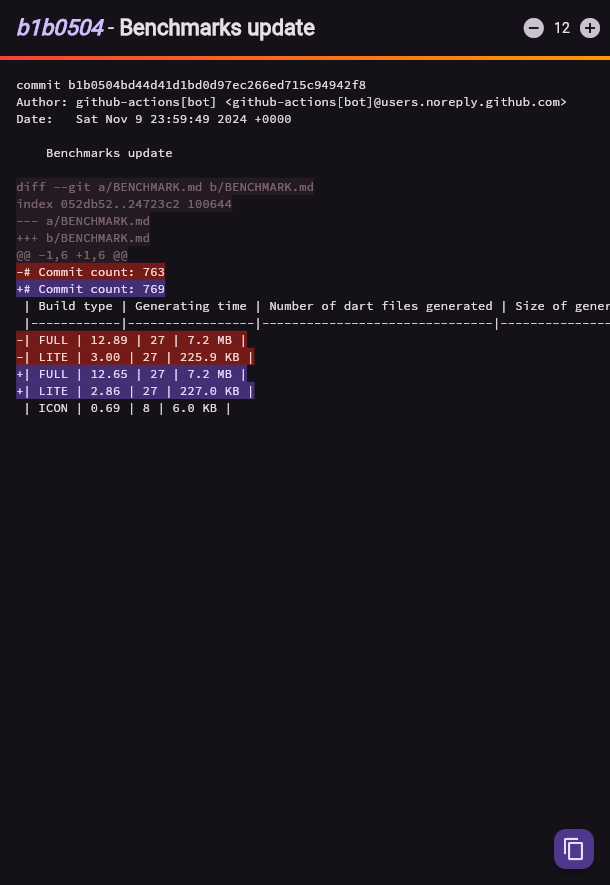 b1b0504 - Benchmarks update
12
commit b1b0504bd44d41d1bd0d97ec266ed715c94942f8
Author: github-actions[bot] <github-actions[bot]@users.noreply.github.com>
Date:   Sat Nov 9 23:59:49 2024 +0000
Benchmarks update
diff --git a/BENCHMARK.md b/BENCHMARK.md
index 052db52..24723c2 100644
--- a/BENCHMARK.md
+++ b/BENCHMARK.md
@@ -1,6 +1,6 @@
-# Commit count: 763
+# Commit count: 769
| Build type | Generating time | Number of dart files generated | Size of gener
|------------|-----------------|-------------------------------|---------------
-| FULL | 12.89 | 27 | 7.2 MB |
-| LITE | 3.00 | 27 | 225.9 KB |
+| FULL | 12.65 | 27 | 7.2 MB |
+| LITE | 2.86 | 27 | 227.0 KB |
| ICON | 0.69 | 8 | 6.0 KB |